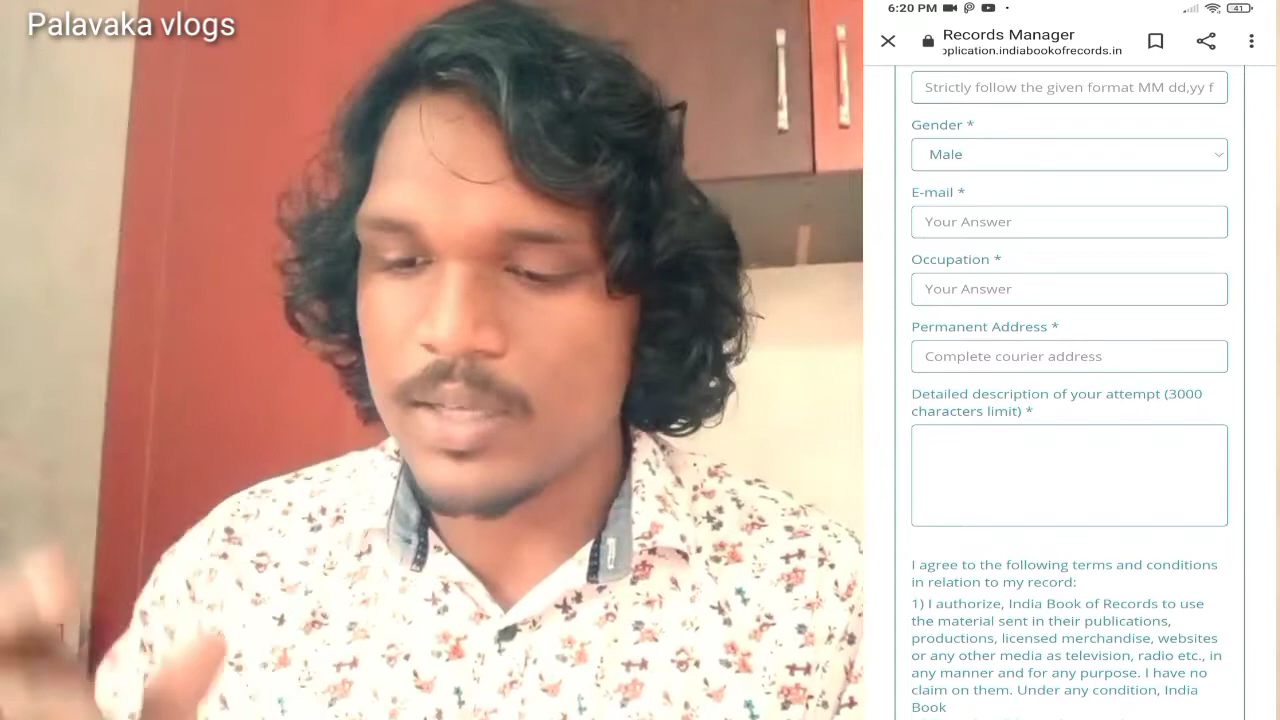 Palavaka vlogs
6:20 PM
41
Records Manager
pplication.indiabookofrecords.in
Strictly follow the given format MM dd,yy f
Gender *
Male
E-mail *
Your Answer
Occupation *
Your Answer
Permanent Address *
Complete courier address
Detailed description of your attempt (3000
characters limit) *
I agree to the following terms and conditions
in relation to my record:
1) I authorize, India Book of Records to use
the material sent in their publications,
productions, licensed merchandise, websites
or any other media as television, radio etc., in
any manner and for any purpose. I have no
claim on them. Under any condition, India
Book